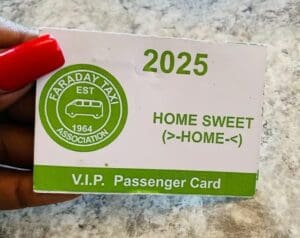 2025
FARADAY TAXI
EST
1964
ASSOCIATION
HOME SWEET
(>-HOME-<)
V.I.P. Passenger Card